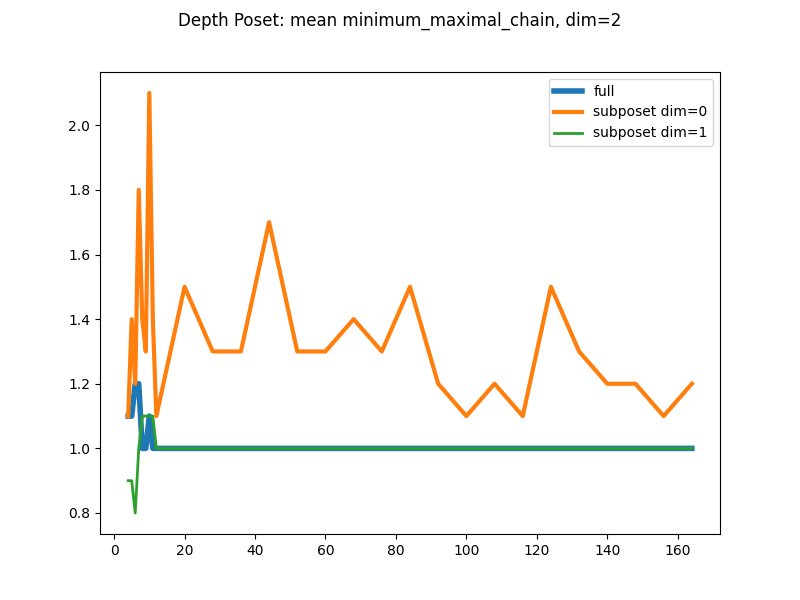 Depth Poset: mean minimum_maximal_chain, dim=2
full
subposet dim=0
subposet dim=1
2.0
1.8
1.6
1.4
1.2
1.0
0.8
0 20 40 60 80 100 120 140 160